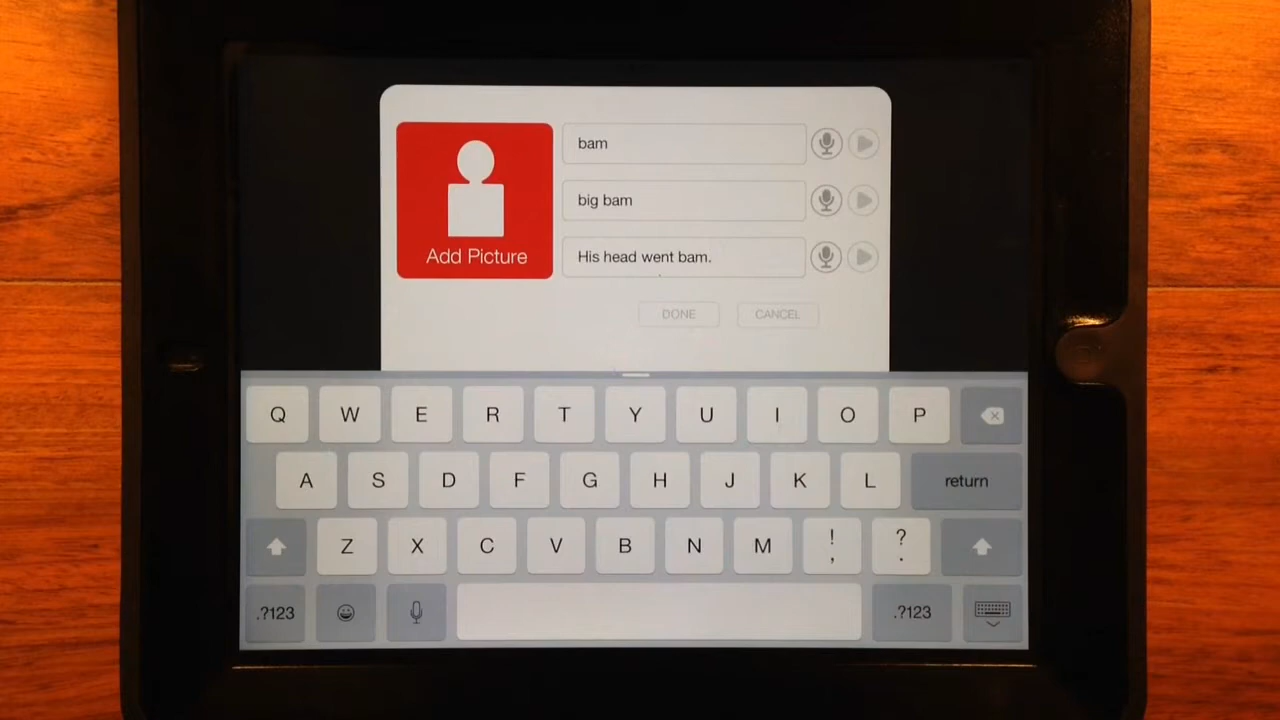 bam
big bam
Add Picture
His head went bam.
DONE
CANCEL
Q W E R T Y U I O P
A S D F G H J K L return
Z X C V B N M ! , ? .
.?123 .?123